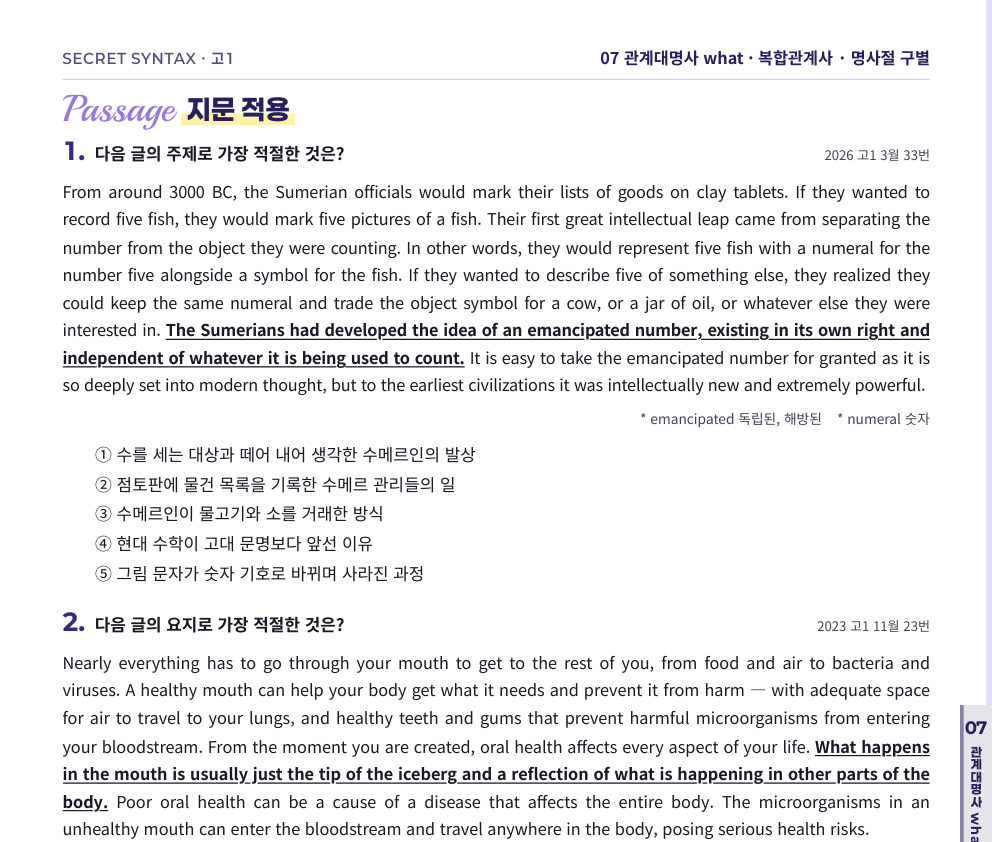 SECRET SYNTAX · 고1
07 관계대명사 what · 복합관계사 · 명사절 구별
Passage 지문 적용
1. 다음 글의 주제로 가장 적절한 것은?
2026 고1 3월 33번
From around 3000 BC, the Sumerian officials would mark their lists of goods on clay tablets. If they wanted to
record five fish, they would mark five pictures of a fish. Their first great intellectual leap came from separating the
number from the object they were counting. In other words, they would represent five fish with a numeral for the
number five alongside a symbol for the fish. If they wanted to describe five of something else, they realized they
could keep the same numeral and trade the object symbol for a cow, or a jar of oil, or whatever else they were
interested in. The Sumerians had developed the idea of an emancipated number, existing in its own right and
independent of whatever it is being used to count. It is easy to take the emancipated number for granted as it is
so deeply set into modern thought, but to the earliest civilizations it was intellectually new and extremely powerful.
* emancipated 독립된, 해방된 * numeral 숫자
① 수를 세는 대상과 떼어 내어 생각한 수메르인의 발상
② 점토판에 물건 목록을 기록한 수메르 관리들의 일
③ 수메르인이 물고기와 소를 거래한 방식
④ 현대 수학이 고대 문명보다 앞선 이유
⑤ 그림 문자가 숫자 기호로 바뀌며 사라진 과정
2. 다음 글의 요지로 가장 적절한 것은?
2023 고1 11월 23번
Nearly everything has to go through your mouth to get to the rest of you, from food and air to bacteria and
viruses. A healthy mouth can help your body get what it needs and prevent it from harm — with adequate space
for air to travel to your lungs, and healthy teeth and gums that prevent harmful microorganisms from entering
your bloodstream. From the moment you are created, oral health affects every aspect of your life. What happens
in the mouth is usually just the tip of the iceberg and a reflection of what is happening in other parts of the
body. Poor oral health can be a cause of a disease that affects the entire body. The microorganisms in an
unhealthy mouth can enter the bloodstream and travel anywhere in the body, posing serious health risks.
07
관계대명사 wha